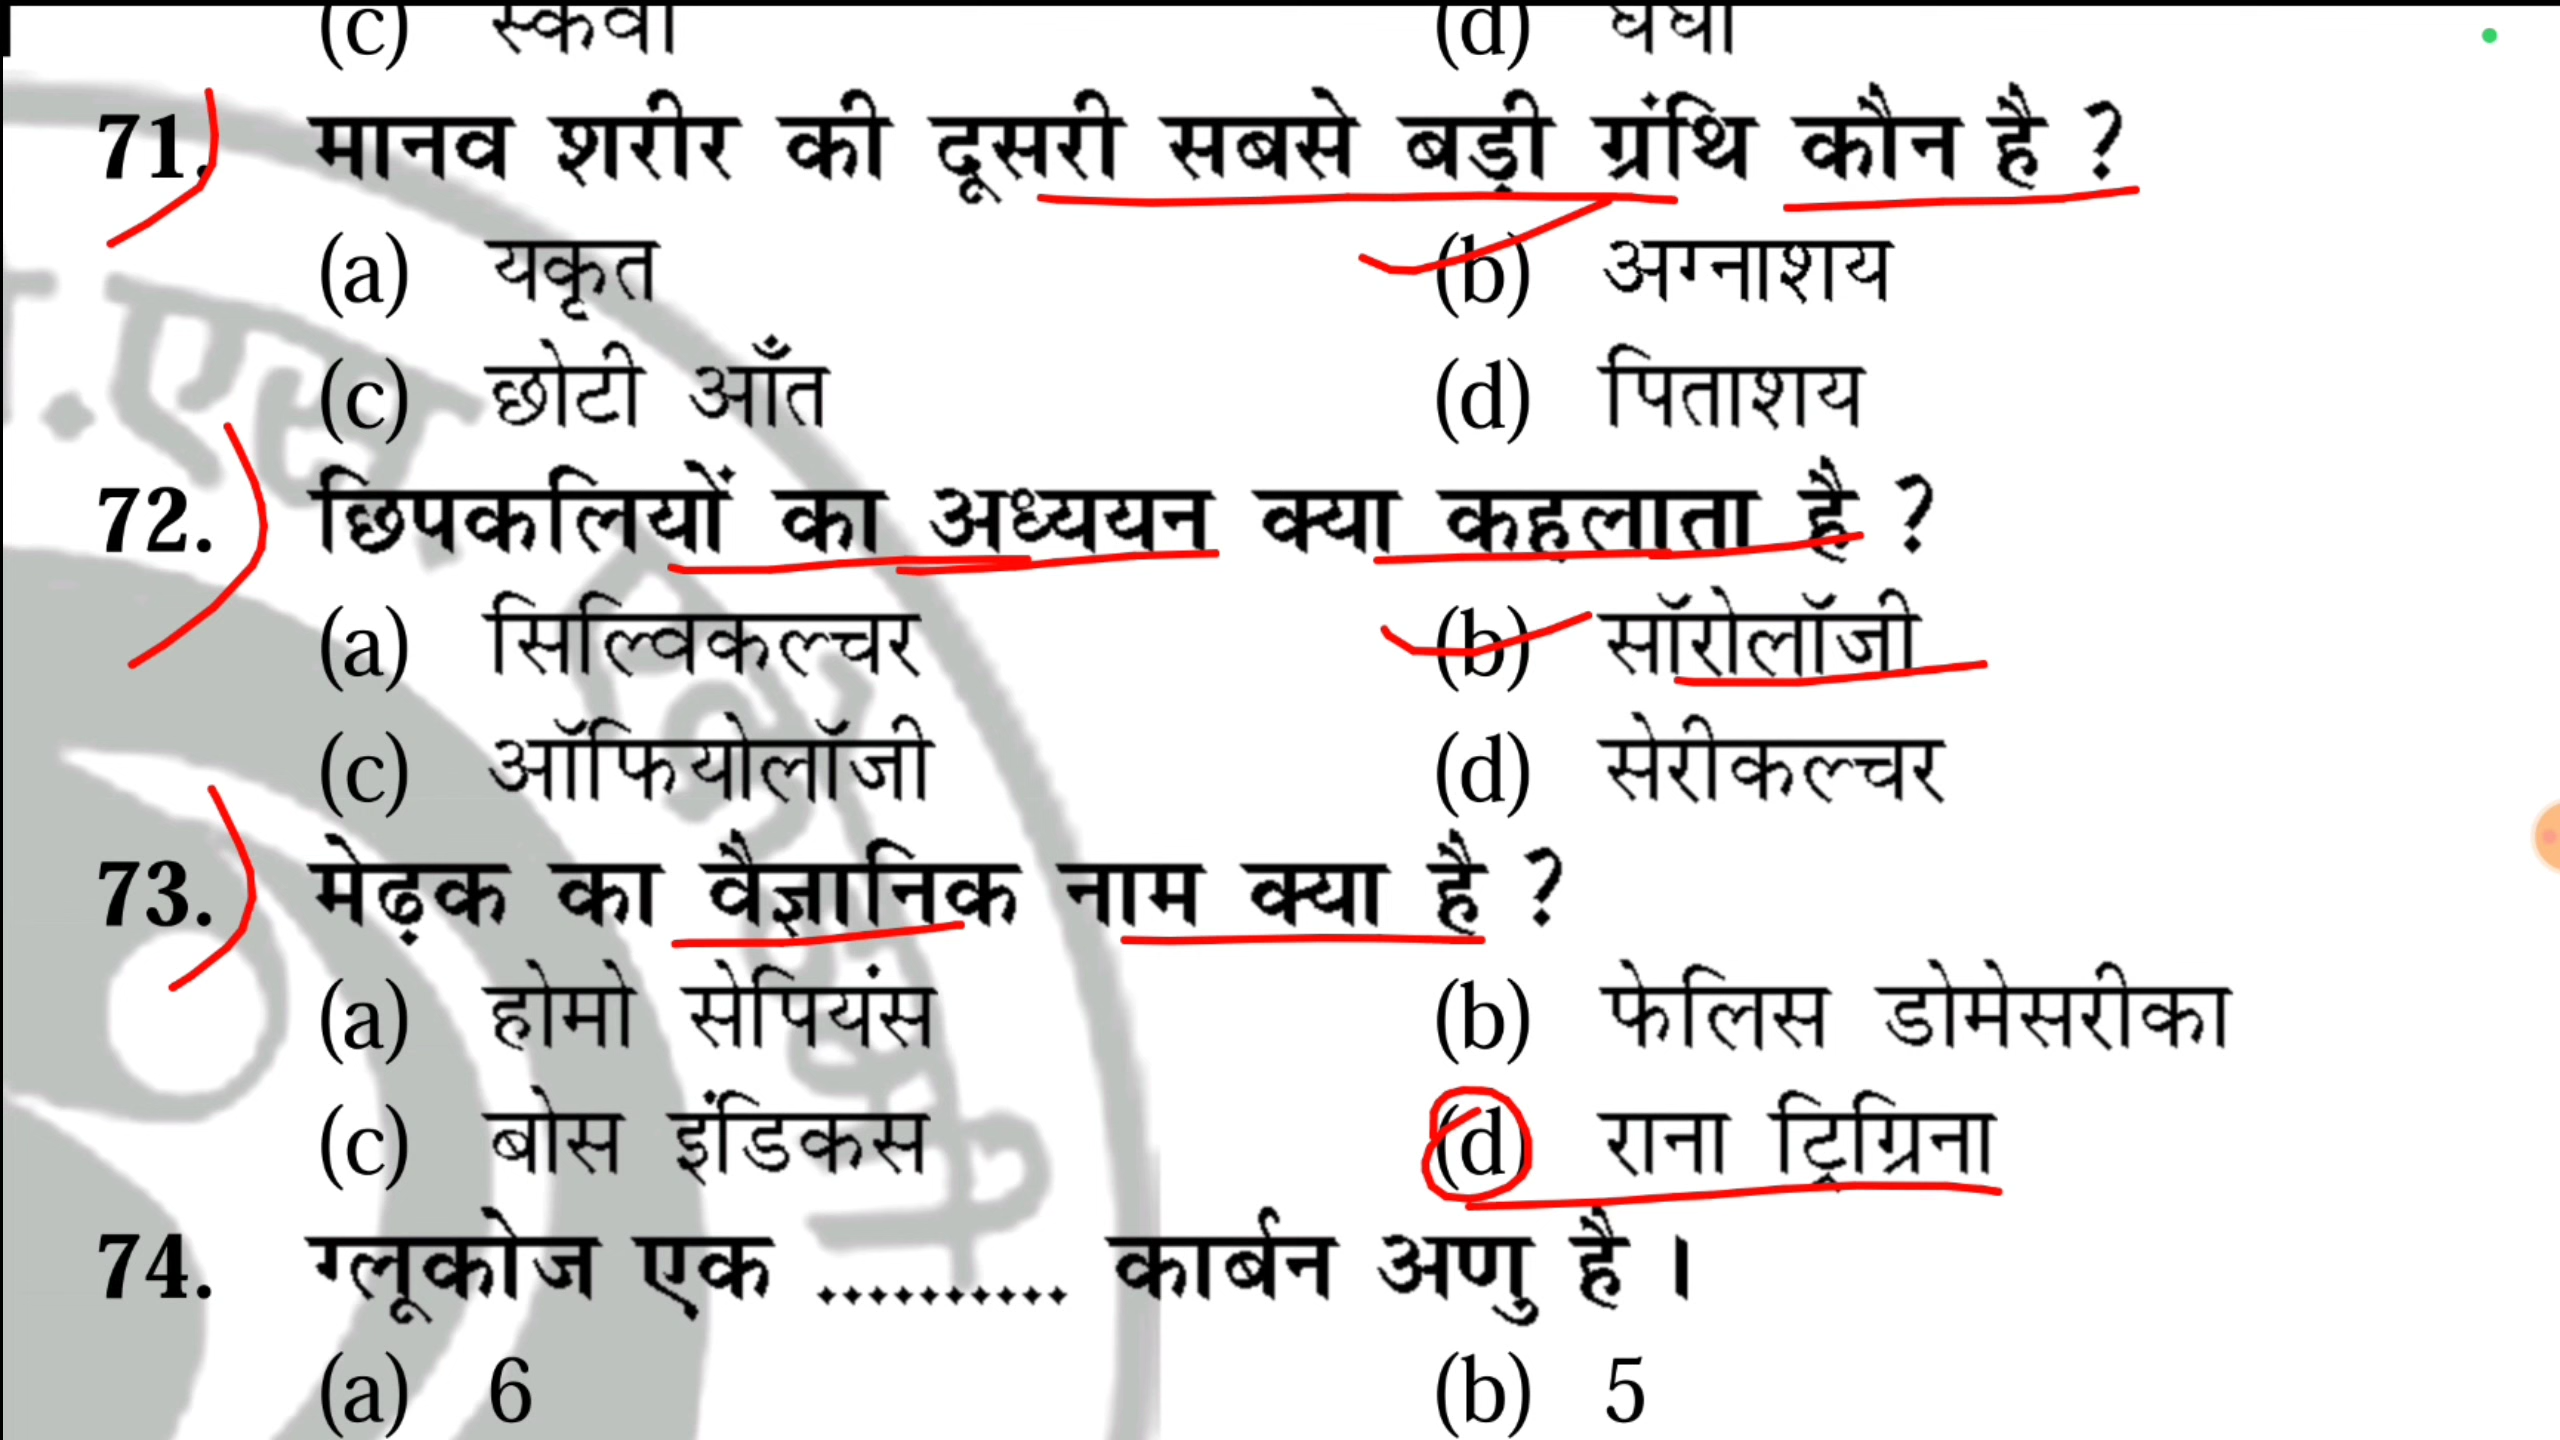 (c) स्कर्वी (d) घेंघा
71. मानव शरीर की दूसरी सबसे बड़ी ग्रंथि कौन है ?
(a) यकृत (b) अग्नाशय
(c) छोटी आँत (d) पिताशय
72. छिपकलियों का अध्ययन क्या कहलाता है ?
(a) सिल्विकल्चर (b) सॉरोलॉजी
(c) ऑफियोलॉजी (d) सेरीकल्चर
73. मेढ़क का वैज्ञानिक नाम क्या है ?
(a) होमो सेपियंस (b) फेलिस डोमेसरीका
(c) बोस इंडिकस (d) राना टिग्रिना
74. ग्लूकोज एक .......... कार्बन अणु है ।
(a) 6 (b) 5